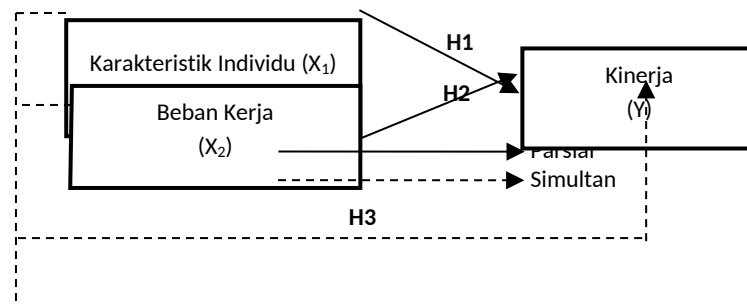 H1
Karakteristik Individu (X₁)
Kinerja
(Y)
H2
Beban Kerja
(X₂)
Parsial
Simultan
H3